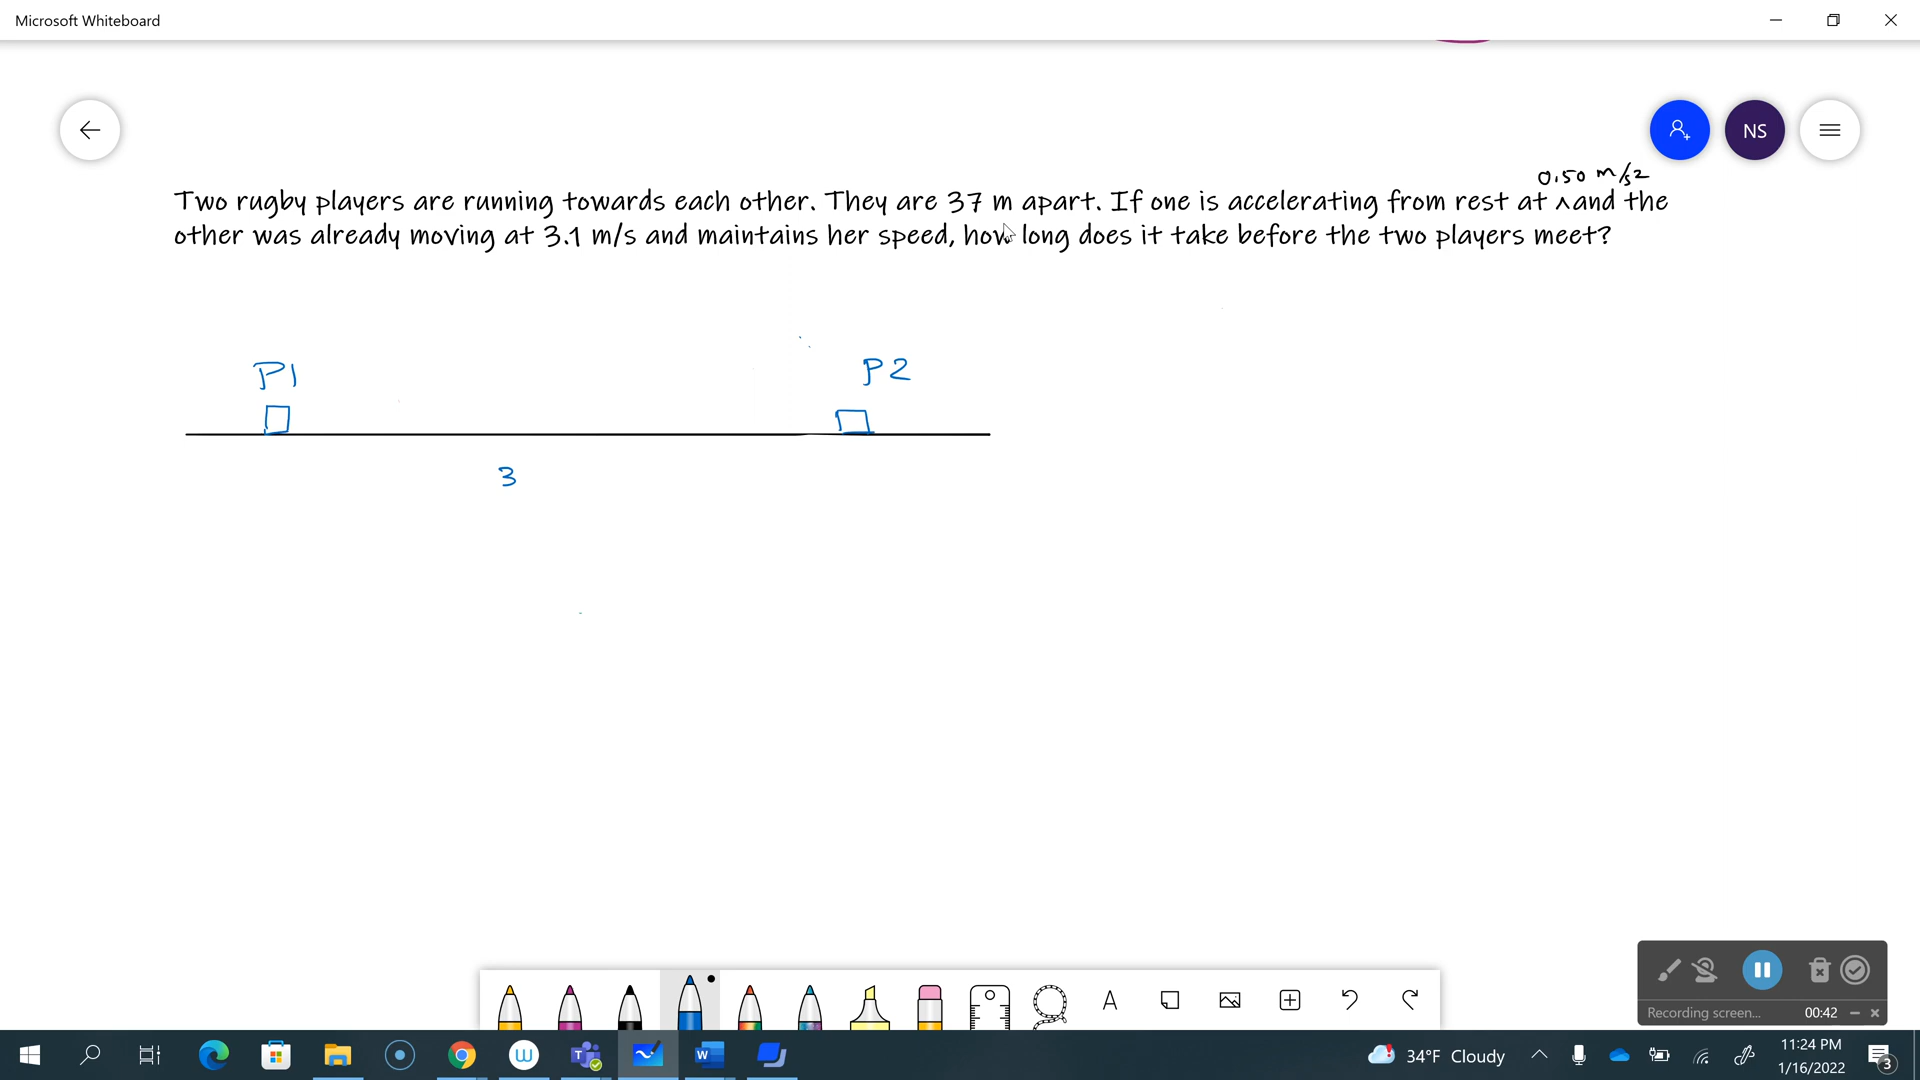 Microsoft Whiteboard
NS
0.50 m/s2
Two rugby players are running towards each other. They are 37 m apart. If one is accelerating from rest at ^ and the
other was already moving at 3.1 m/s and maintains her speed, how long does it take before the two players meet?
P1
P2
3
A
Recording screen...
00:42
34°F Cloudy
11:24 PM
1/16/2022
3